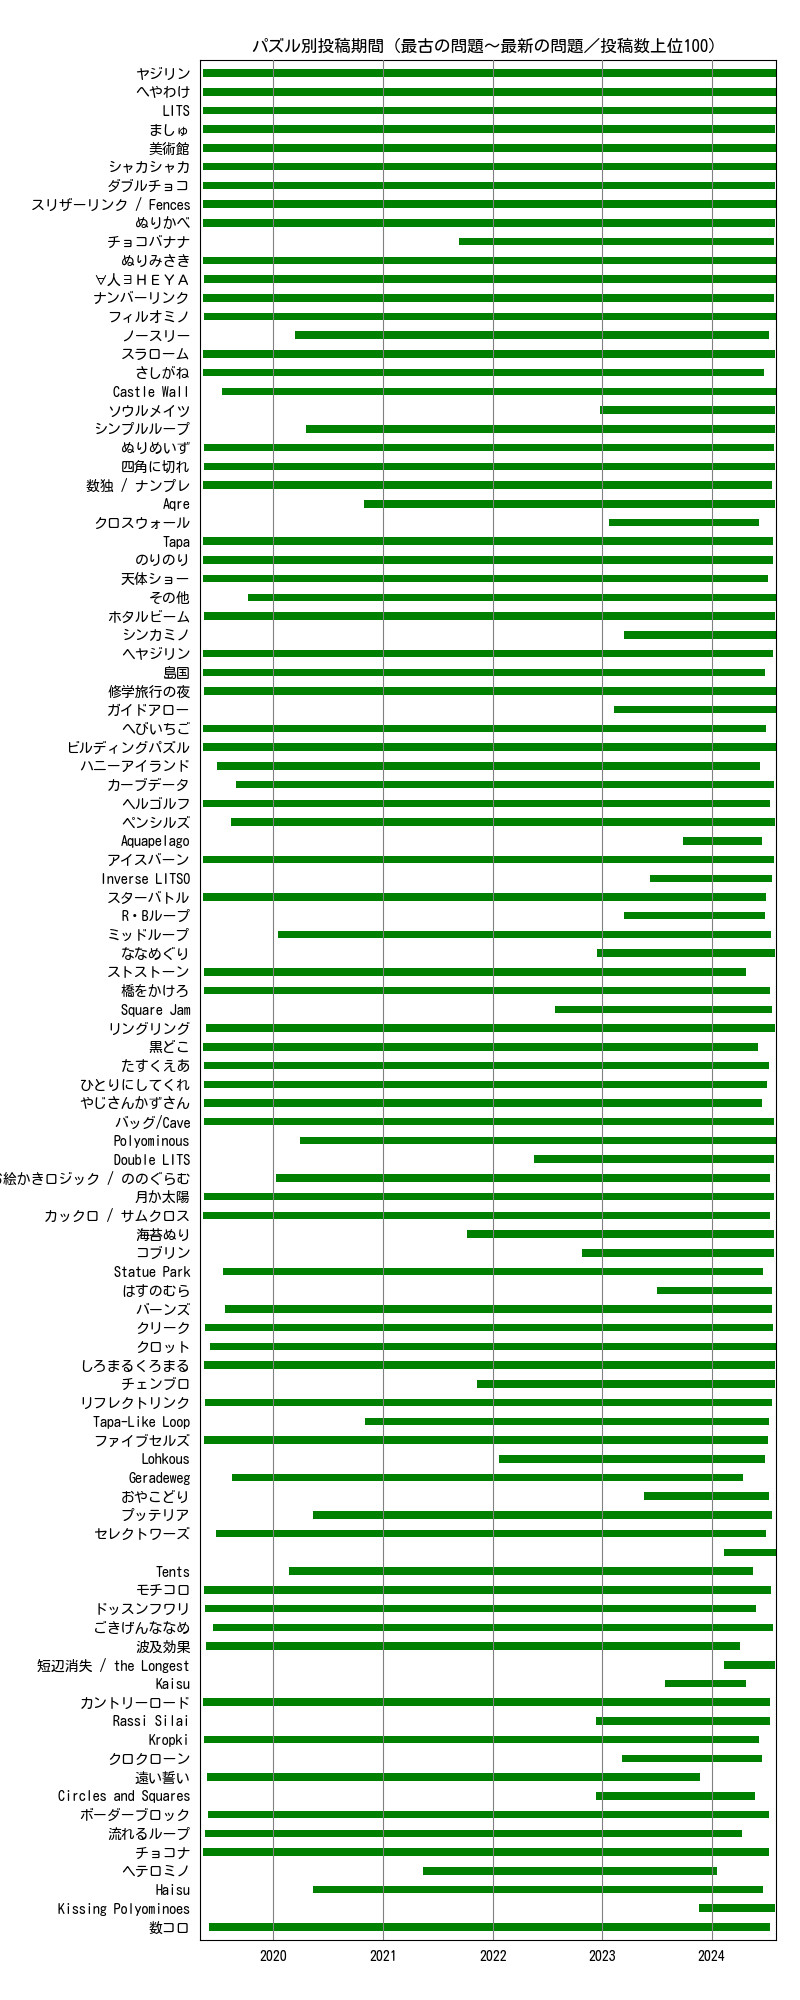 パズル別投稿期間（最古の問題～最新の問題／投稿数上位100）
ヤジリン
へやわけ
LITS
ましゅ
美術館
シャカシャカ
ダブルチョコ
スリザーリンク / Fences
ぬりかべ
チョコバナナ
ぬりみさき
∀人∃ＨＥＹＡ
ナンバーリンク
フィルオミノ
ノースリー
スラローム
さしがね
Castle Wall
ソウルメイツ
シンプルループ
ぬりめいず
四角に切れ
数独 / ナンプレ
Aqre
クロスウォール
Tapa
のりのり
天体ショー
その他
ホタルビーム
シンカミノ
ヘヤジリン
島国
修学旅行の夜
ガイドアロー
へびいちご
ビルディングパズル
ハニーアイランド
カーブデータ
ヘルゴルフ
ペンシルズ
Aquapelago
アイスバーン
Inverse LITSO
スターバトル
R・Bループ
ミッドループ
ななめぐり
ストストーン
橋をかけろ
Square Jam
リングリング
黒どこ
たすくえあ
ひとりにしてくれ
やじさんかずさん
バッグ/Cave
Polyominous
Double LITS
絵かきロジック / ののぐらむ
月か太陽
カックロ / サムクロス
海苔ぬり
コブリン
Statue Park
はすのむら
バーンズ
クリーク
クロット
しろまるくろまる
チェンブロ
リフレクトリンク
Tapa-Like Loop
ファイブセルズ
Lohkous
Geradeweg
おやこどり
プッテリア
セレクトワーズ
Tents
モチコロ
ドッスンフワリ
ごきげんななめ
波及効果
短辺消失 / the Longest
Kaisu
カントリーロード
Rassi Silai
Kropki
クロクローン
遠い誓い
Circles and Squares
ボーダーブロック
流れるループ
チョコナ
ヘテロミノ
Haisu
Kissing Polyominoes
数コロ
2020 2021 2022 2023 2024